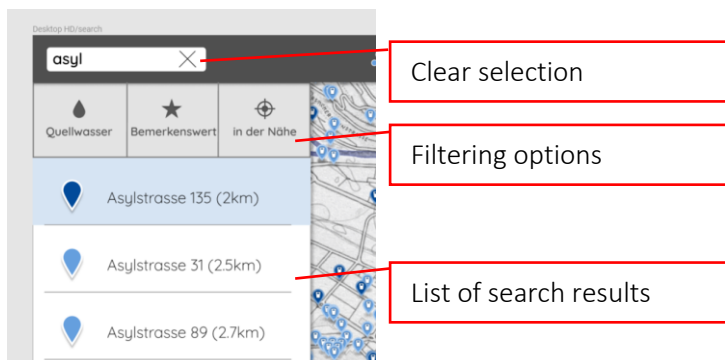 Desktop HD/search
asyl
Clear selection
Quellwasser
Bemerkenswert
in der Nähe
Filtering options
Asylstrasse 135 (2km)
Asylstrasse 31 (2.5km)
List of search results
Asylstrasse 89 (2.7km)